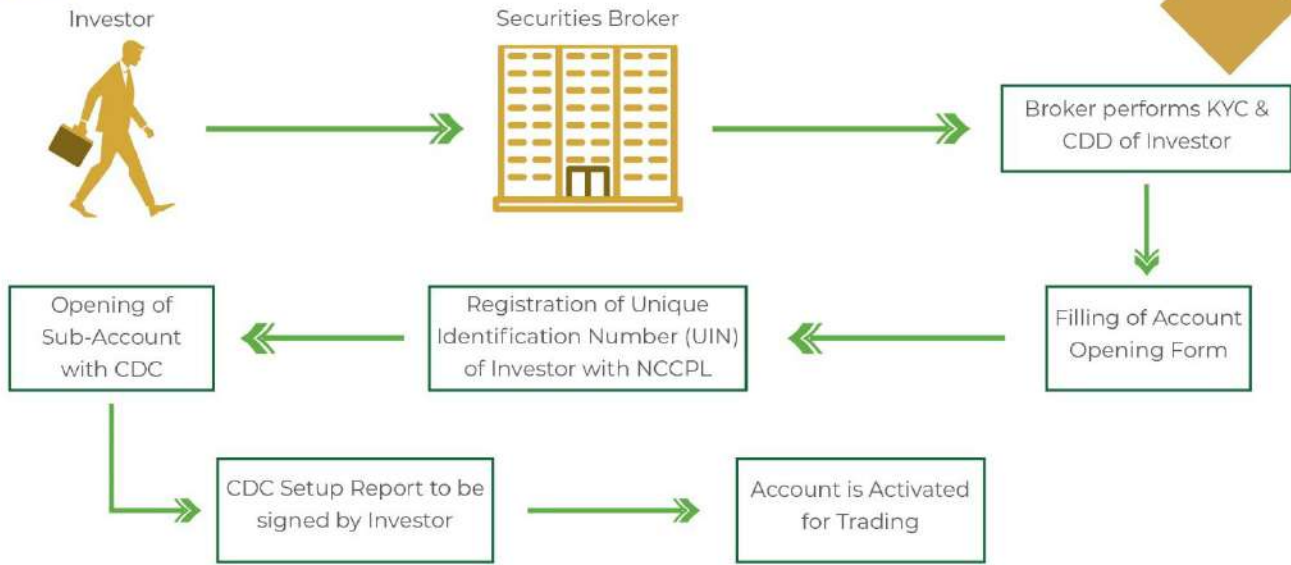 Investor
Securities Broker
Broker performs KYC &
CDD of Investor
Filling of Account
Opening Form
Registration of Unique
Identification Number (UIN)
of Investor with NCCPL
Opening of
Sub-Account
with CDC
CDC Setup Report to be
signed by Investor
Account is Activated
for Trading